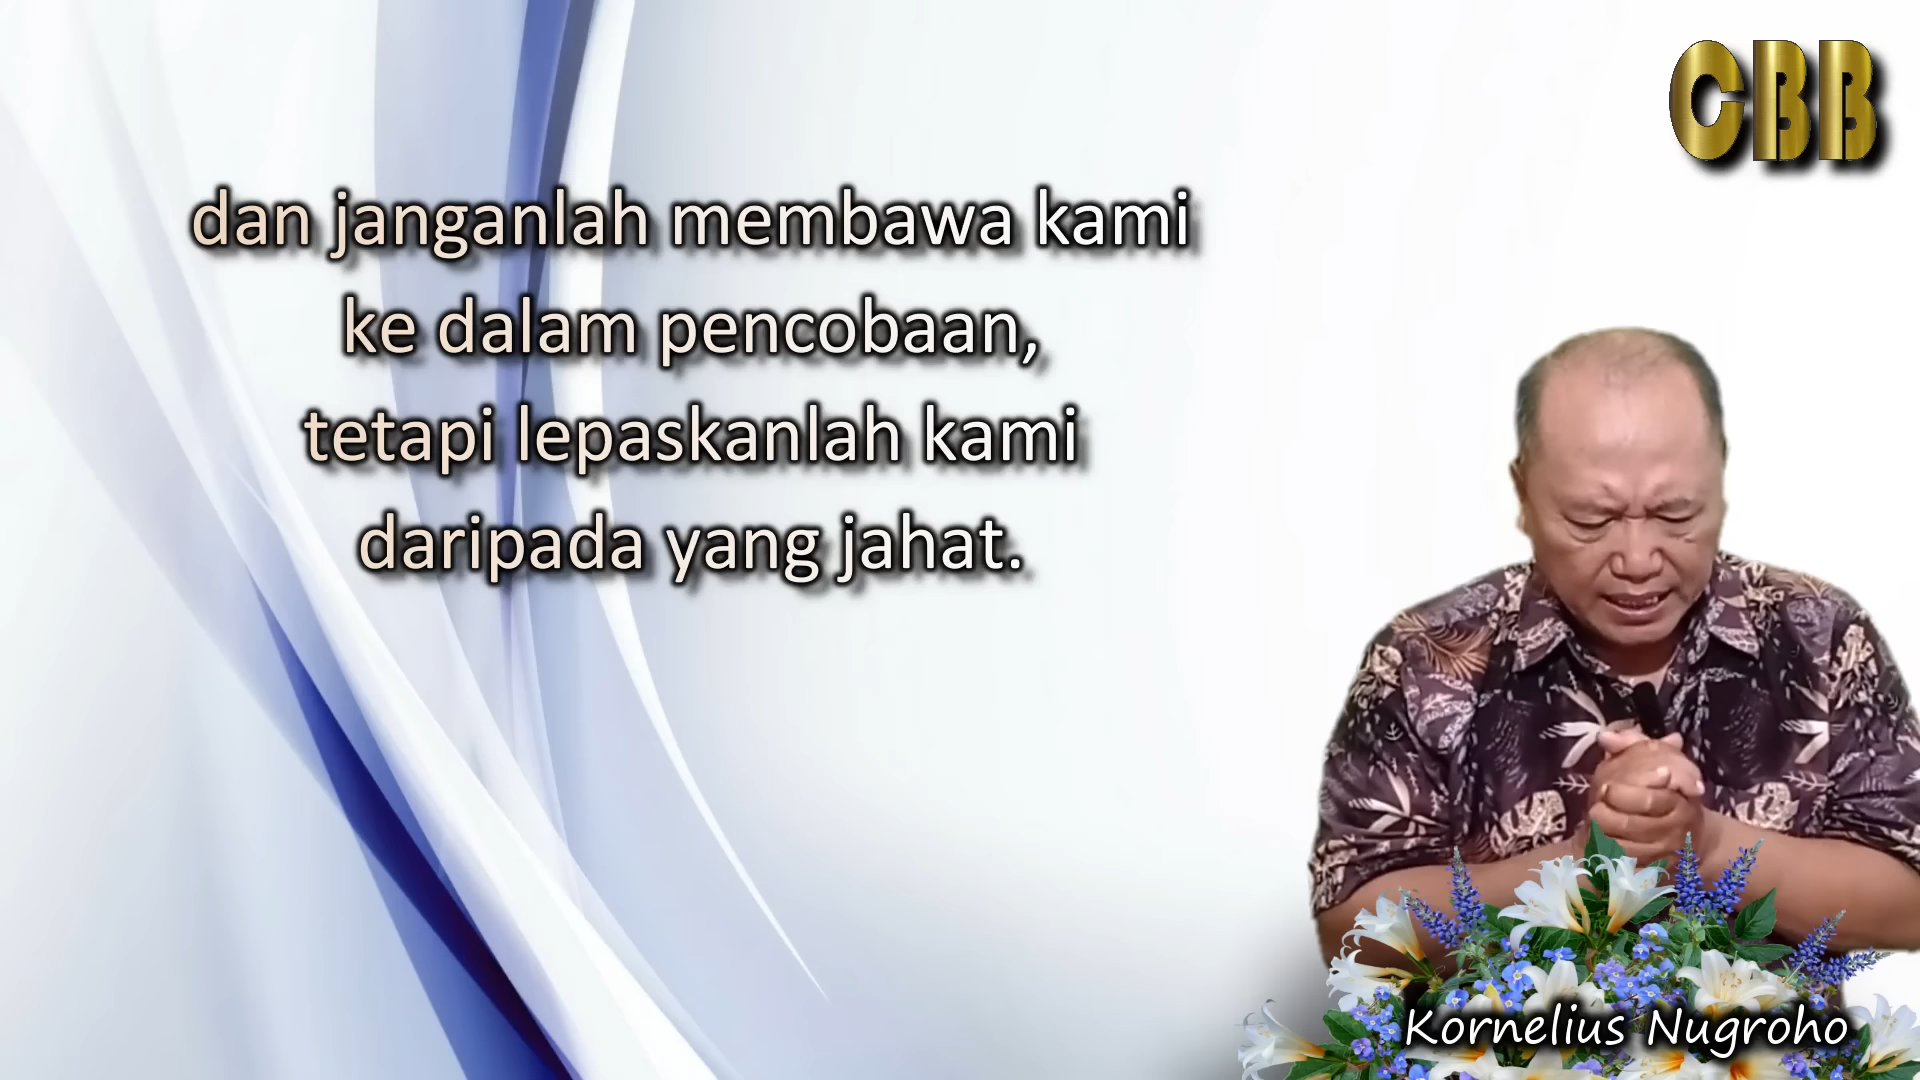 CBB
dan janganlah membawa kami
ke dalam pencobaan,
tetapi lepaskanlah kami
daripada yang jahat.
Kornelius Nugroho